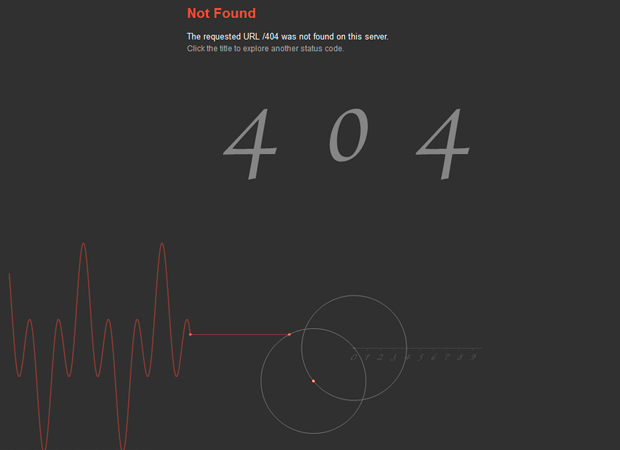 Not Found
The requested URL /404 was not found on this server.
Click the title to explore another status code.
4 0 4
0 1 2 3 4 5 6 7 8 9